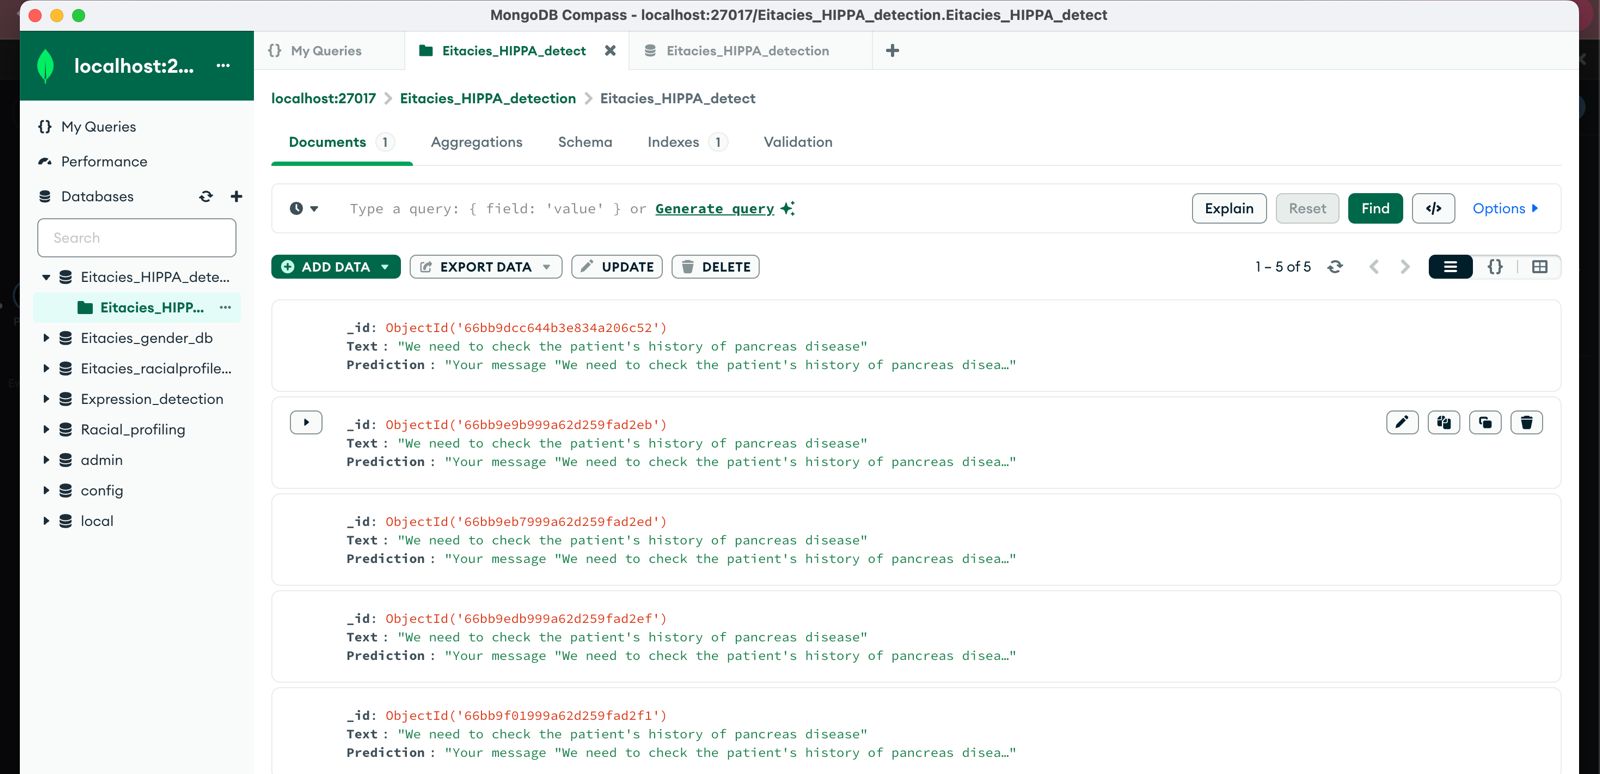 MongoDB Compass - localhost:27017/Eitacies_HIPPA_detection.Eitacies_HIPPA_detect
localhost:2... ...
{} My Queries
Eitacies_HIPPA_detect
Eitacies_HIPPA_detection
localhost:27017 > Eitacies_HIPPA_detection > Eitacies_HIPPA_detect
My Queries
Performance
Databases
Search
Eitacies_HIPPA_dete...
Eitacies_HIPP... ...
Eitacies_gender_db
Eitacies_racialprofile...
Expression_detection
Racial_profiling
admin
config
local
Documents 1 Aggregations Schema Indexes 1 Validation
Type a query: { field: 'value' } or Generate query
Explain Reset Find </> Options
ADD DATA EXPORT DATA UPDATE DELETE
1 – 5 of 5
{}
_id: ObjectId('66bb9dcc644b3e834a206c52')
Text : "We need to check the patient's history of pancreas disease"
Prediction : "Your message "We need to check the patient's history of pancreas disea…"
_id: ObjectId('66bb9e9b999a62d259fad2eb')
Text : "We need to check the patient's history of pancreas disease"
Prediction : "Your message "We need to check the patient's history of pancreas disea…"
_id: ObjectId('66bb9eb7999a62d259fad2ed')
Text : "We need to check the patient's history of pancreas disease"
Prediction : "Your message "We need to check the patient's history of pancreas disea…"
_id: ObjectId('66bb9edb999a62d259fad2ef')
Text : "We need to check the patient's history of pancreas disease"
Prediction : "Your message "We need to check the patient's history of pancreas disea…"
_id: ObjectId('66bb9f01999a62d259fad2f1')
Text : "We need to check the patient's history of pancreas disease"
Prediction : "Your message "We need to check the patient's history of pancreas disea…"